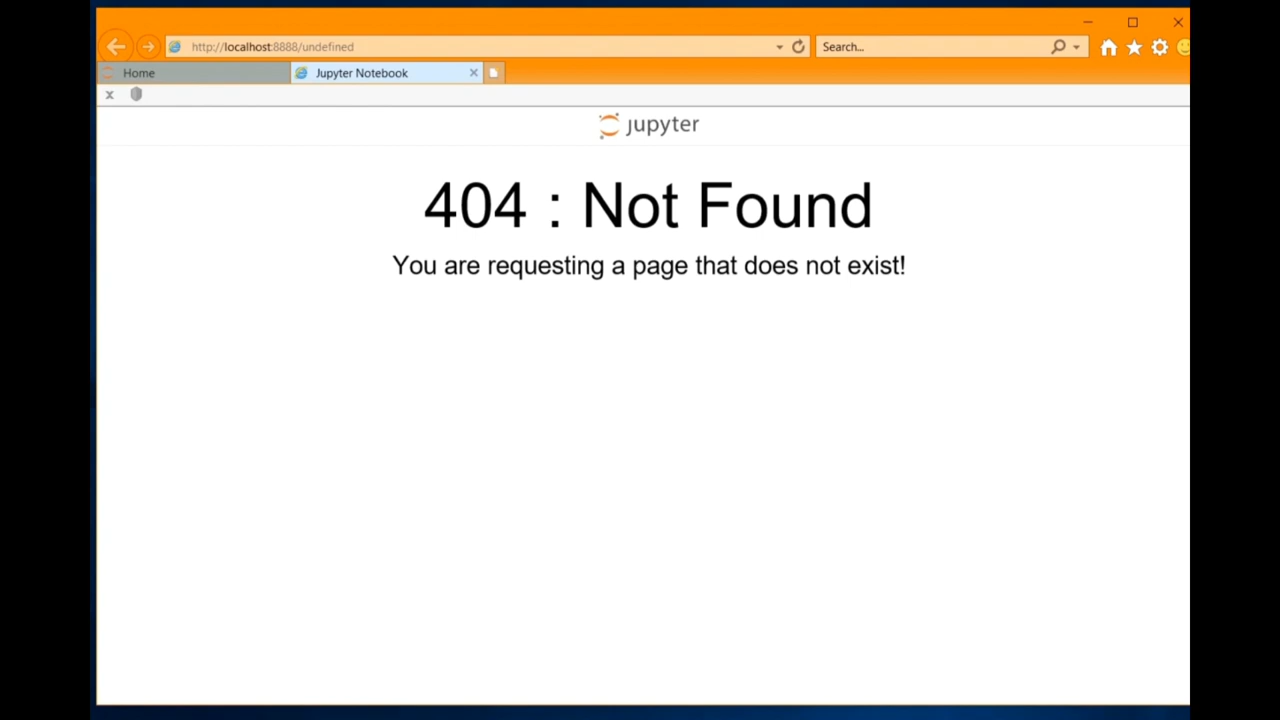 http://localhost:8888/undefined
Search...
Home
Jupyter Notebook
x
jupyter
404 : Not Found
You are requesting a page that does not exist!